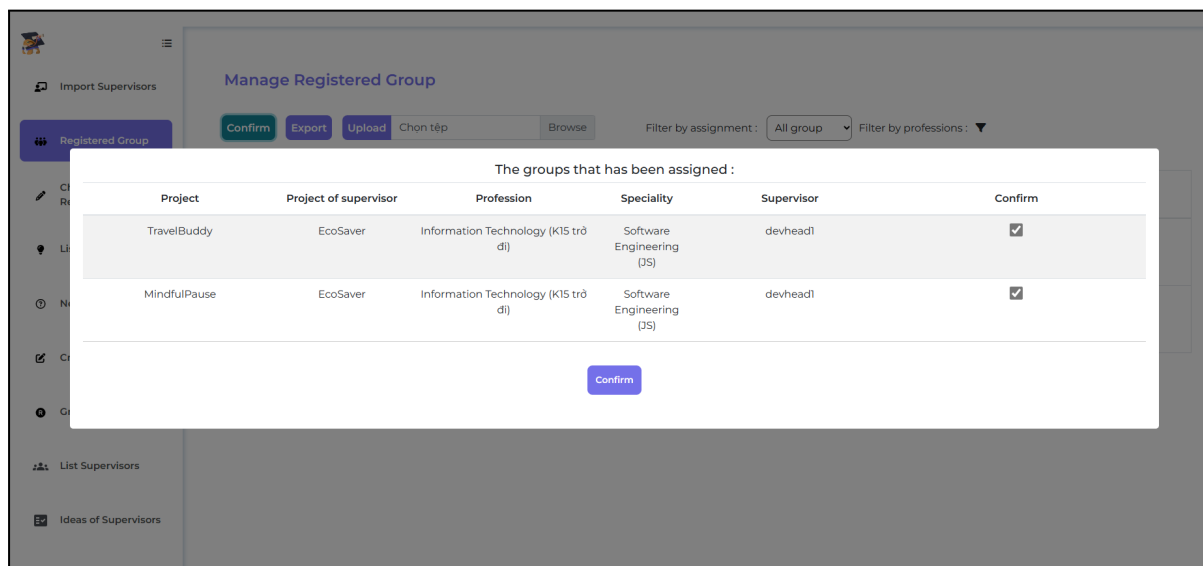 Import Supervisors
Manage Registered Group
Registered Group
Confirm Export Upload Chọn tệp Browse Filter by assignment : All group Filter by professions :
The groups that has been assigned :
Project Project of supervisor Profession Speciality Supervisor Confirm
TravelBuddy EcoSaver Information Technology (K15 trở Software devhead1
đi) Engineering
(JS)
MindfulPause EcoSaver Information Technology (K15 trở Software devhead1
đi) Engineering
(JS)
Confirm
List Supervisors
Ideas of Supervisors